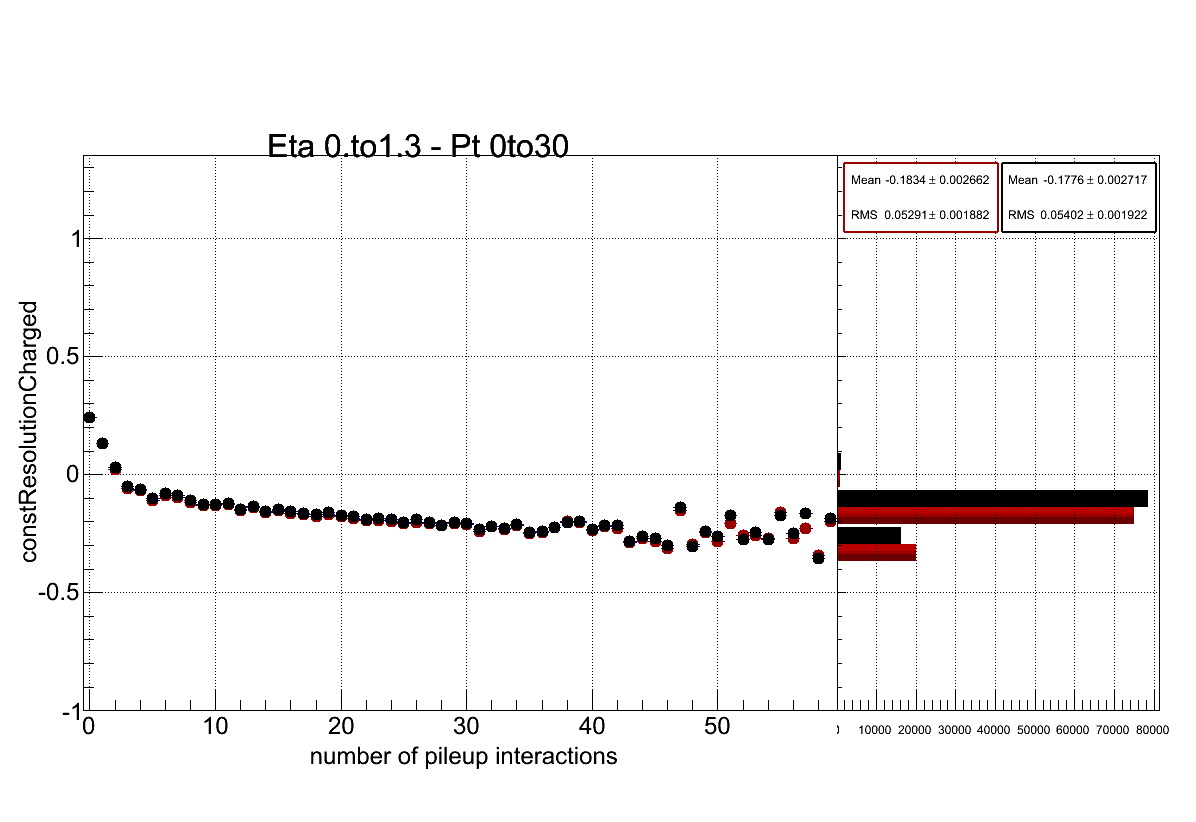 Eta 0.to1.3 - Pt 0to30
Mean -0.1834 ± 0.002662
RMS 0.05291 ± 0.001882
Mean -0.1776 ± 0.002717
RMS 0.05402 ± 0.001922
constResolutionCharged
1
0.5
0
-0.5
-1
0 10 20 30 40 50
number of pileup interactions
10000 20000 30000 40000 50000 60000 70000 80000